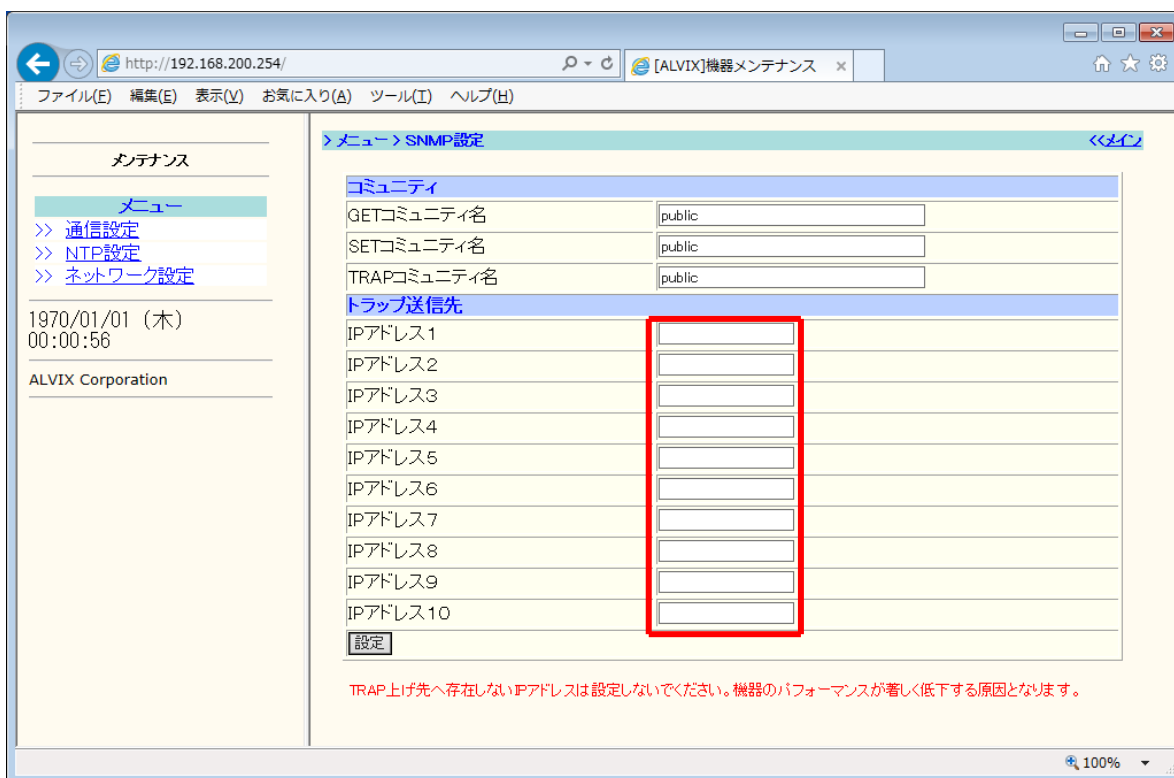 http://192.168.200.254/
[ALVIX]機器メンテナンス
ファイル(F) 編集(E) 表示(V) お気に入り(A) ツール(T) ヘルプ(H)
メンテナンス
メニュー
>> 通信設定
>> NTP設定
>> ネットワーク設定
1970/01/01 (木)
00:00:56
ALVIX Corporation
> メニュー > SNMP設定 <<メイン
コミュニティ
GETコミュニティ名 public
SETコミュニティ名 public
TRAPコミュニティ名 public
トラップ送信先
IPアドレス1
IPアドレス2
IPアドレス3
IPアドレス4
IPアドレス5
IPアドレス6
IPアドレス7
IPアドレス8
IPアドレス9
IPアドレス10
設定
TRAP上げ先へ存在しないIPアドレスは設定しないでください。機器のパフォーマンスが著しく低下する原因となります。
100%